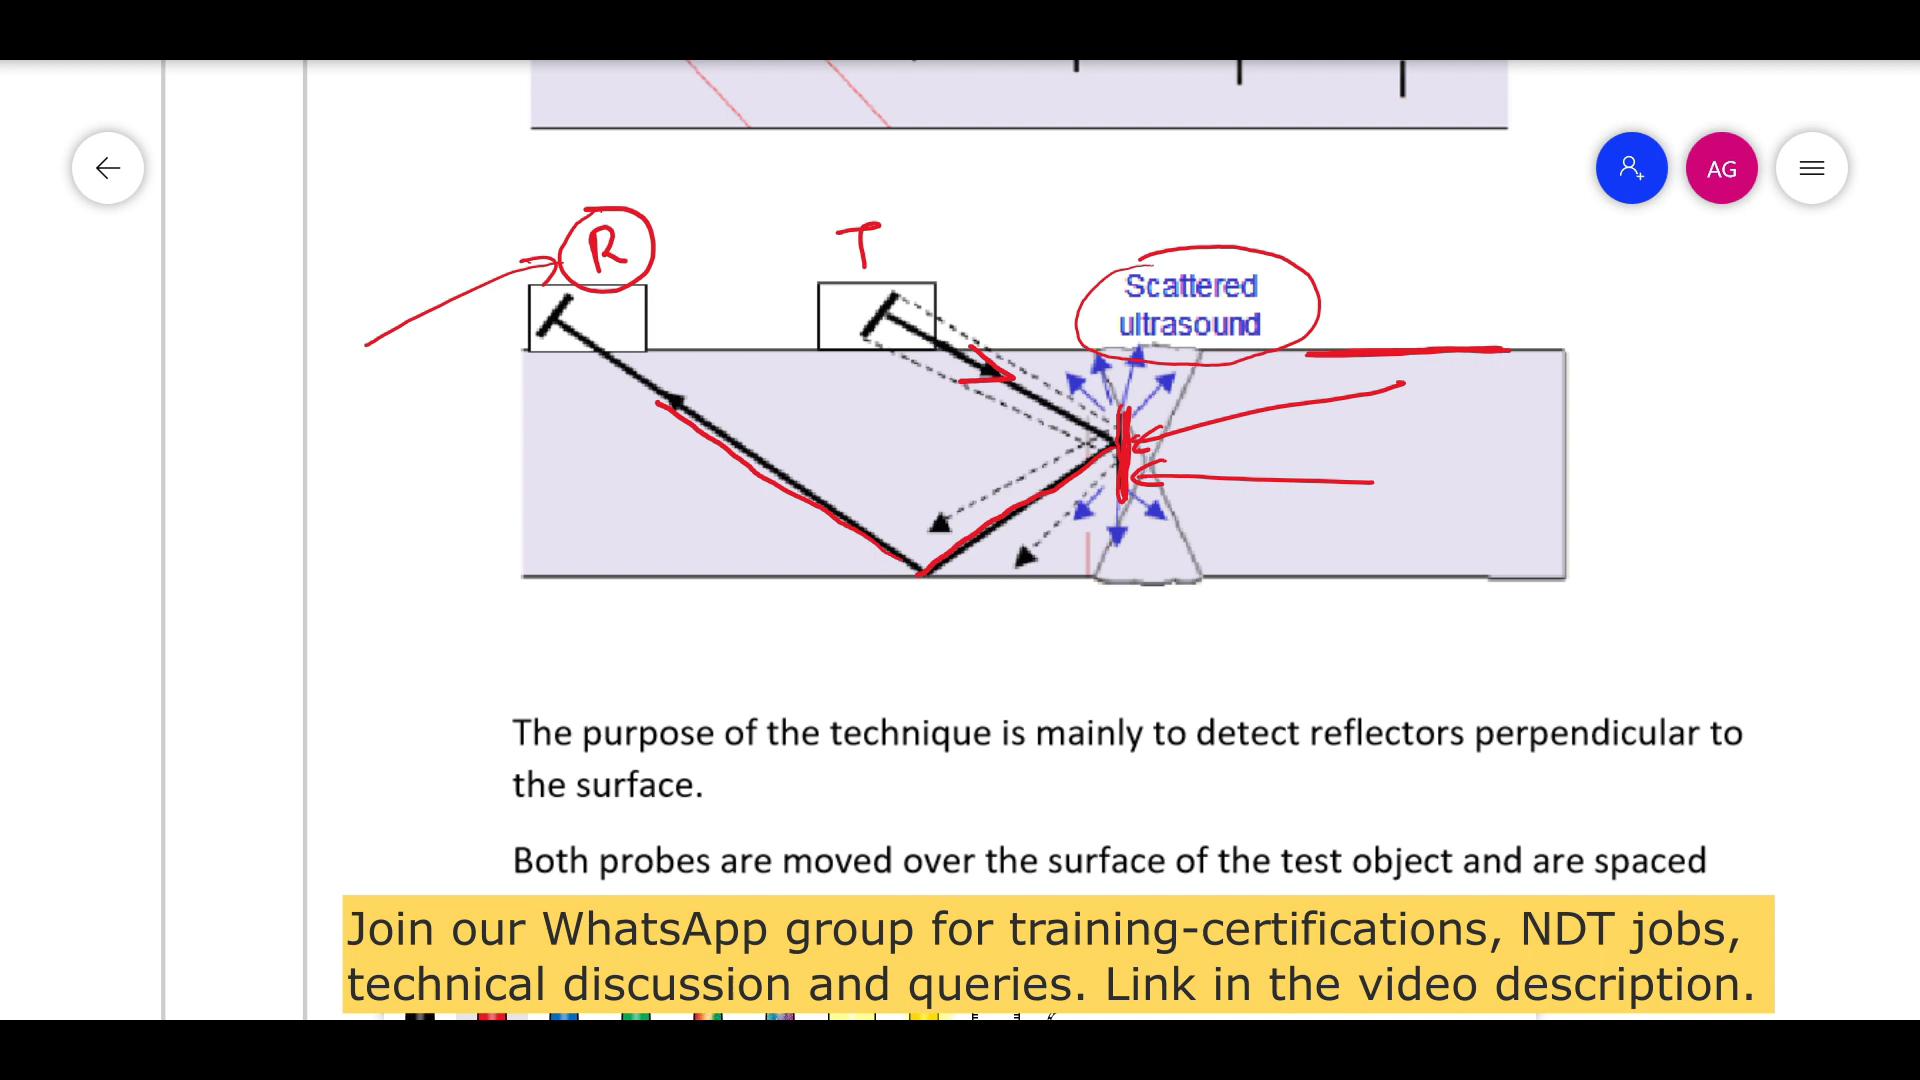 AG
R
T
Scattered
ultrasound
The purpose of the technique is mainly to detect reflectors perpendicular to
the surface.
Both probes are moved over the surface of the test object and are spaced
Join our WhatsApp group for training-certifications, NDT jobs,
technical discussion and queries. Link in the video description.